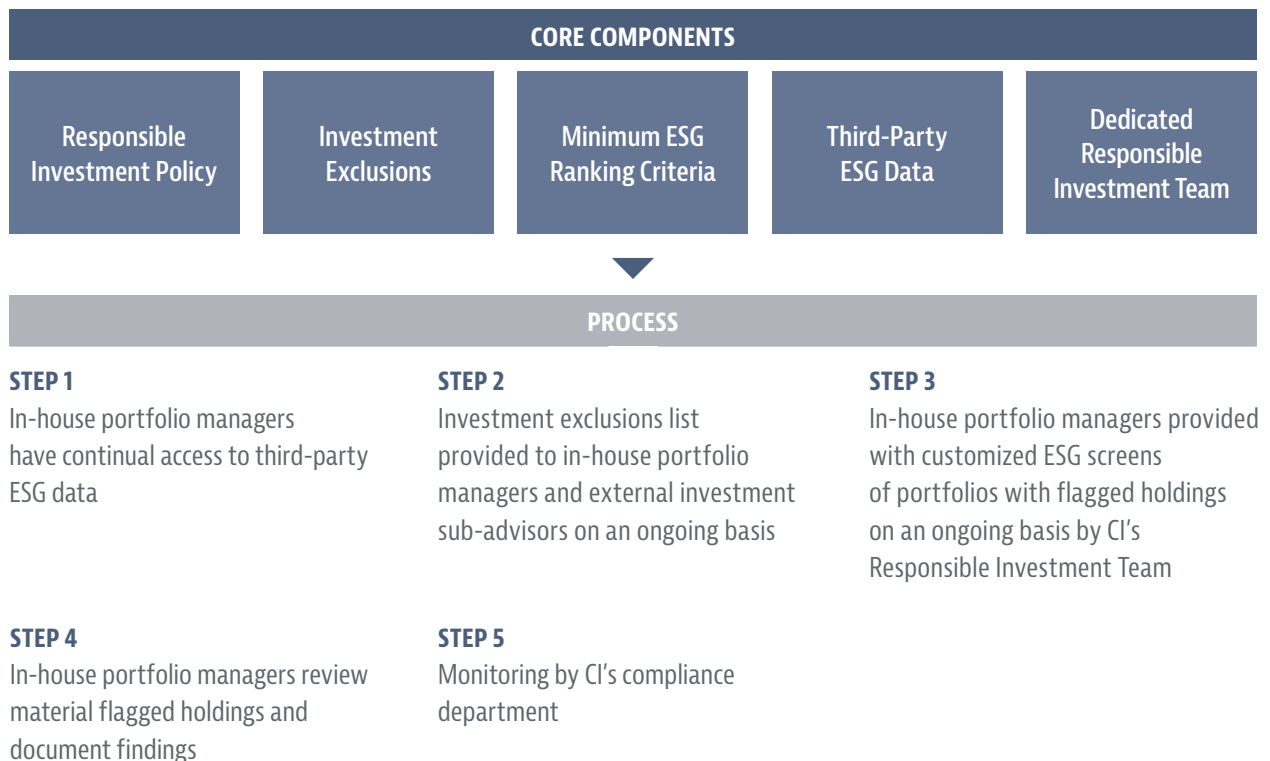 CORE COMPONENTS
Responsible
Investment Policy
Investment
Exclusions
Minimum ESG
Ranking Criteria
Third-Party
ESG Data
Dedicated
Responsible
Investment Team
PROCESS
STEP 1
In-house portfolio managers
have continual access to third-party
ESG data
STEP 2
Investment exclusions list
provided to in-house portfolio
managers and external investment
sub-advisors on an ongoing basis
STEP 3
In-house portfolio managers provided
with customized ESG screens
of portfolios with flagged holdings
on an ongoing basis by CI's
Responsible Investment Team
STEP 4
In-house portfolio managers review
material flagged holdings and
document findings
STEP 5
Monitoring by CI's compliance
department